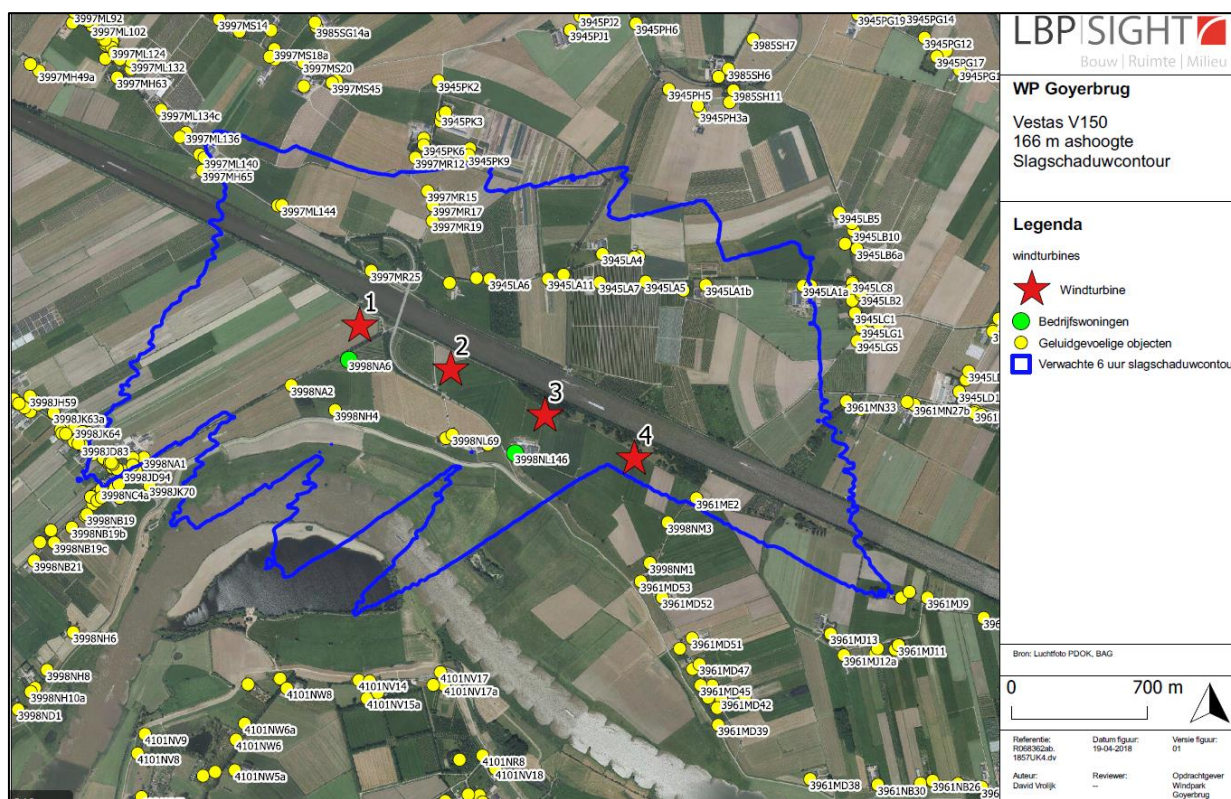 3997ML92
3997MS14
3997ML102
3997MS18a
3997ML124
3997MS20
3997ML132
3997MH49a
3997MH63
3997MS45
3997ML134c
3997ML136
3997ML140
3997MH65
3997ML144
3985SG14a
3945PJ2
3945PH6
3945PJ1
3985SH7
3945PG19
3945PG14
3945PG12
3945PG17
3985SH6
3945PH5
3985SH11
3945PH3a
3945PK2
3945PK3
3945PK6
3945PK9
3997MR12
3997MR15
3997MR17
3997MR19
3997MR25
3945LA4
3945LA6
3945LA11
3945LA7
3945LA5
3945LA1b
3945LA1a
3945LB5
3945LB10
3945LB6a
3945LC8
3945LB2
3945LC1
3945LG1
3945LG5
3945LD1
1
2
3
4
3998NA6
3998NA2
3998NH4
3998NL69
3998NL146
3998JH59
3998JK63a
3998JK64
3998JD83
3998NA1
3998JD94
3998JK70
3998NC4a
3998NB19
3998NB19b
3998NB19c
3998NB21
3961MN33
3961MN27b
3961ME2
3998NM3
3998NM1
3961MD53
3961MD52
3961MJ9
3961MJ13
3961MJ11
3961MJ12a
3961MD51
3961MD47
3961MD45
3961MD42
3961MD39
3998NH6
3998NH8
3998NH10a
3998ND1
4101NV17
4101NV14
4101NV17a
4101NW8
4101NV15a
4101NW6a
4101NV9
4101NW6
4101NV8
4101NW5a
4101NR8
4101NV18
3961MD38
3961NB30
3961NB26
LBP|SIGHT
Bouw | Ruimte | Milieu
WP Goyerbrug
Vestas V150
166 m ashoogte
Slagschaduwcontour
Legenda
windturbines
Windturbine
Bedrijfswoningen
Geluidgevoelige objecten
Verwachte 6 uur slagschaduwcontou
Bron: Luchtfoto PDOK, BAG
0 700 m
Referentie: Datum figuur: Versie figuur:
R068362ab. 19-04-2018 01
1857UK4.dv
Auteur: Reviewer: Opdrachtgever
David Vrolijk -- Windpark
Goyerbrug